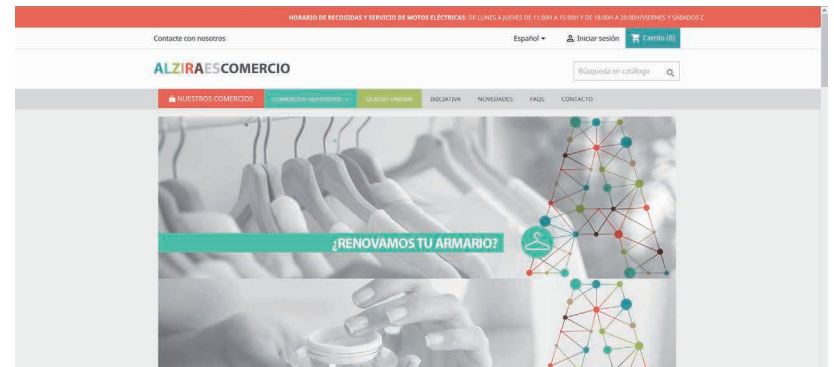 HORARIO DE RECOGIDAS Y SERVICIO DE MOTOS ELÉCTRICAS: DE LUNES A JUEVES DE 11:00H A 15:00H Y DE 18:00H A 20:00H/VIERNES Y SÁBADOS D
Contacte con nosotros
Español
Iniciar sesión
Carrito (0)
ALZIRAESCOMERCIO
Búsqueda en catálogo
NUESTROS COMERCIOS
COMERCIOS ADHERIDOS
QUIERO UNIRME
INICIATIVA
NOVEDADES
FAQS
CONTACTO
¿RENOVAMOS TU ARMARIO?